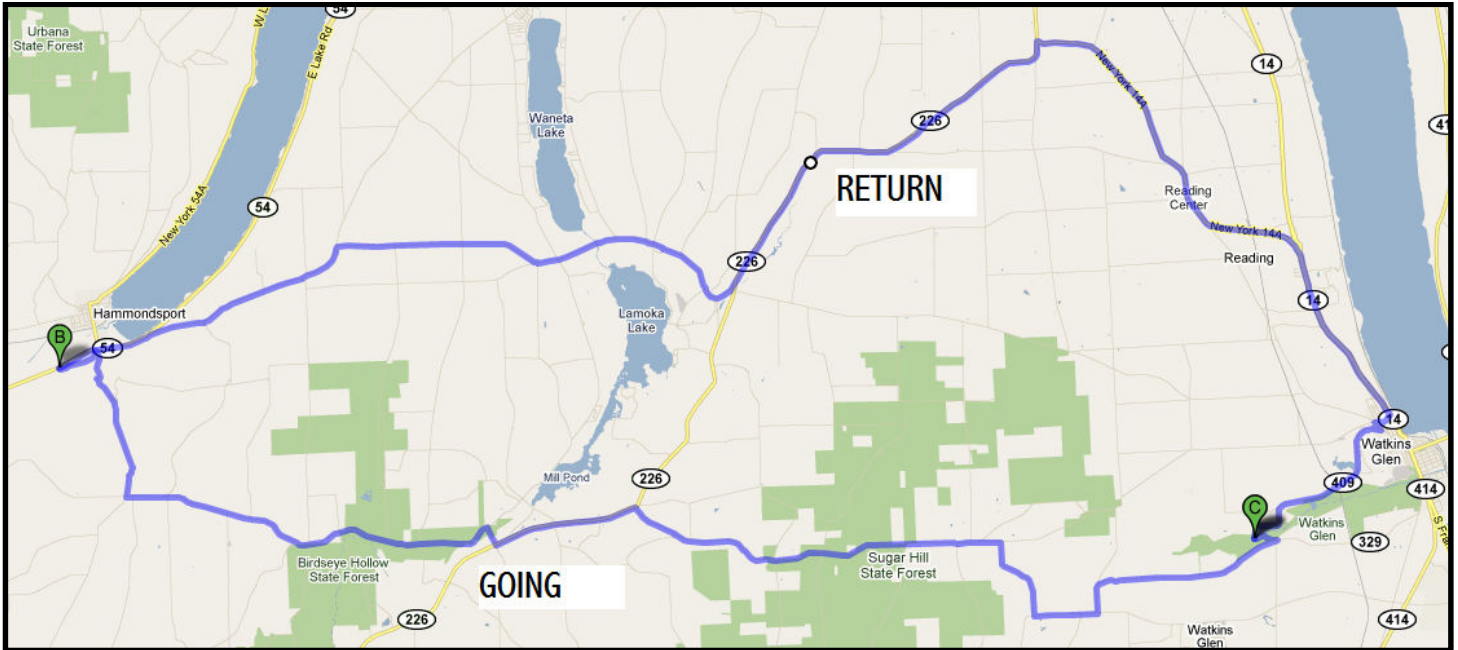 54
Urbana
State Forest
W L
E Lake Rd
14
414
Waneta
Lake
New York 14A
226
New York 54A
54
RETURN
Reading
Center
226
New York 14A
Reading
Hammondsport
Lamoka
Lake
14
B
54
14
Watkins
Glen
Mill Pond
226
409
414
C
Watkins
Glen
S Fra
329
Birdseye Hollow
State Forest
Sugar Hill
State Forest
GOING
226
414
Watkins
Glen